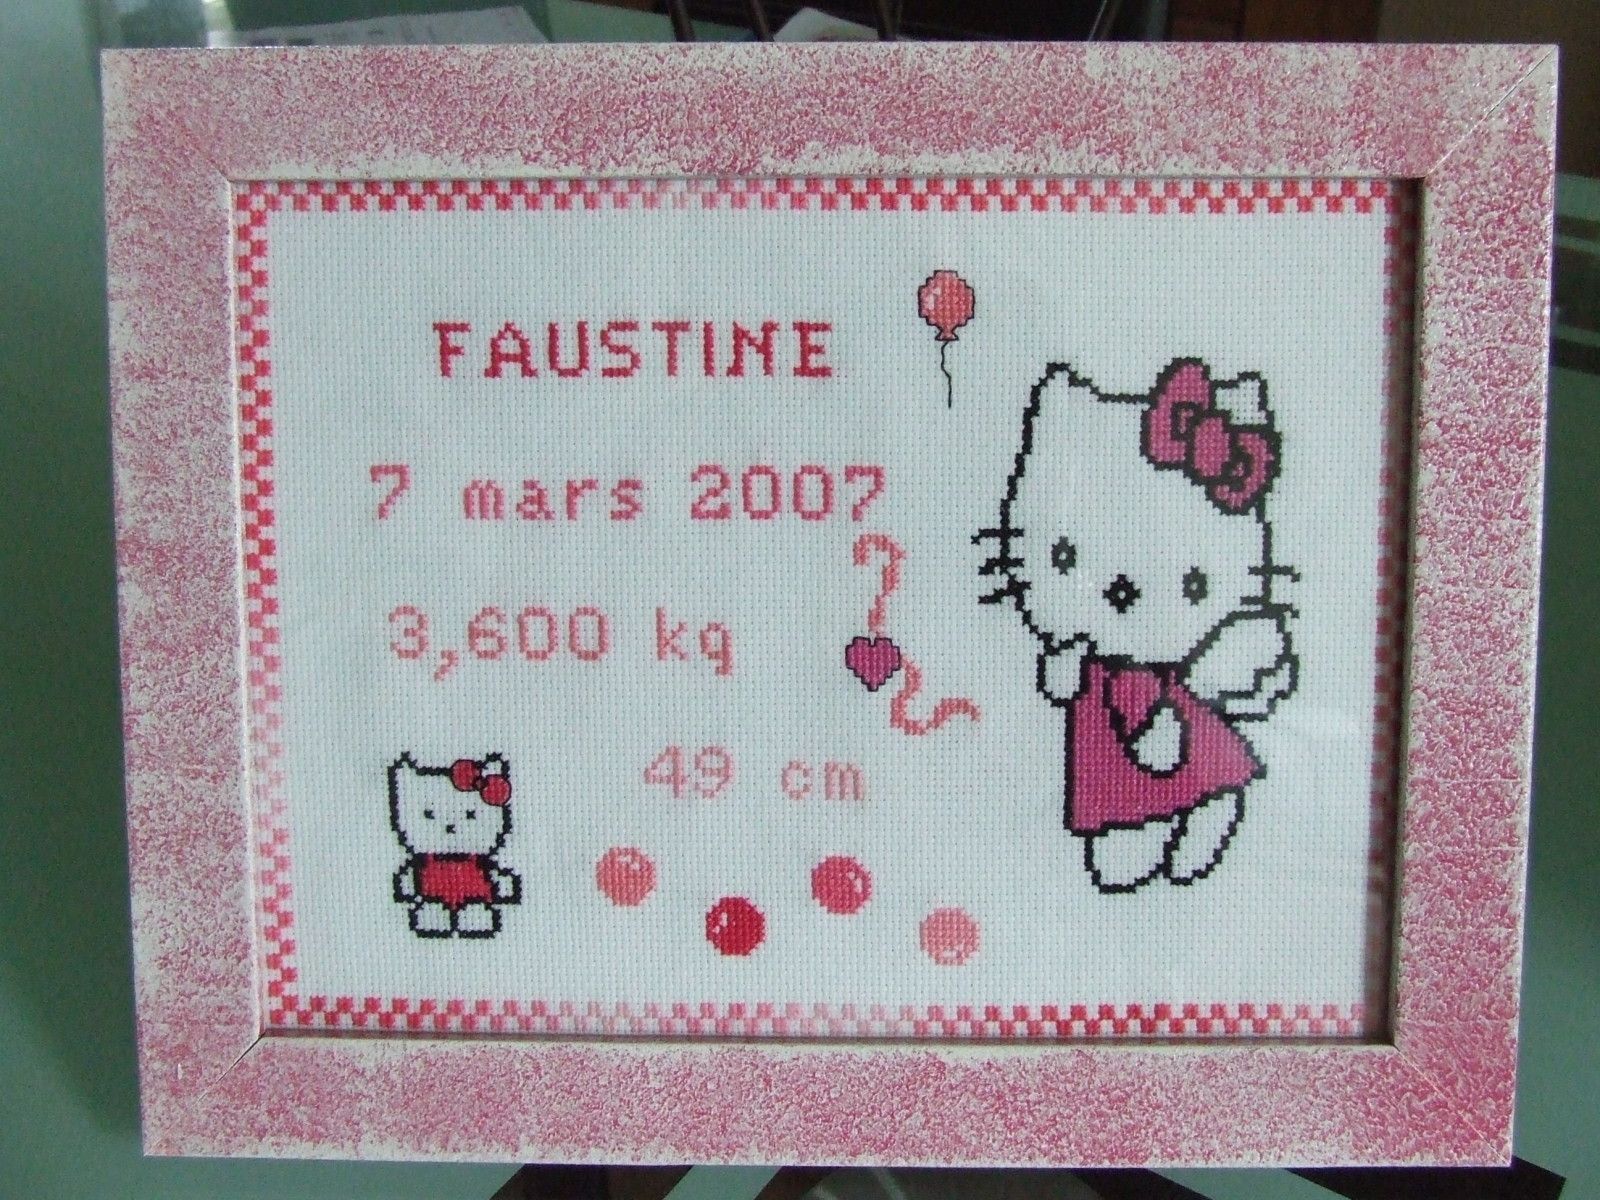 FAUSTINE
7 mars 2007
3,600 kg
49 cm